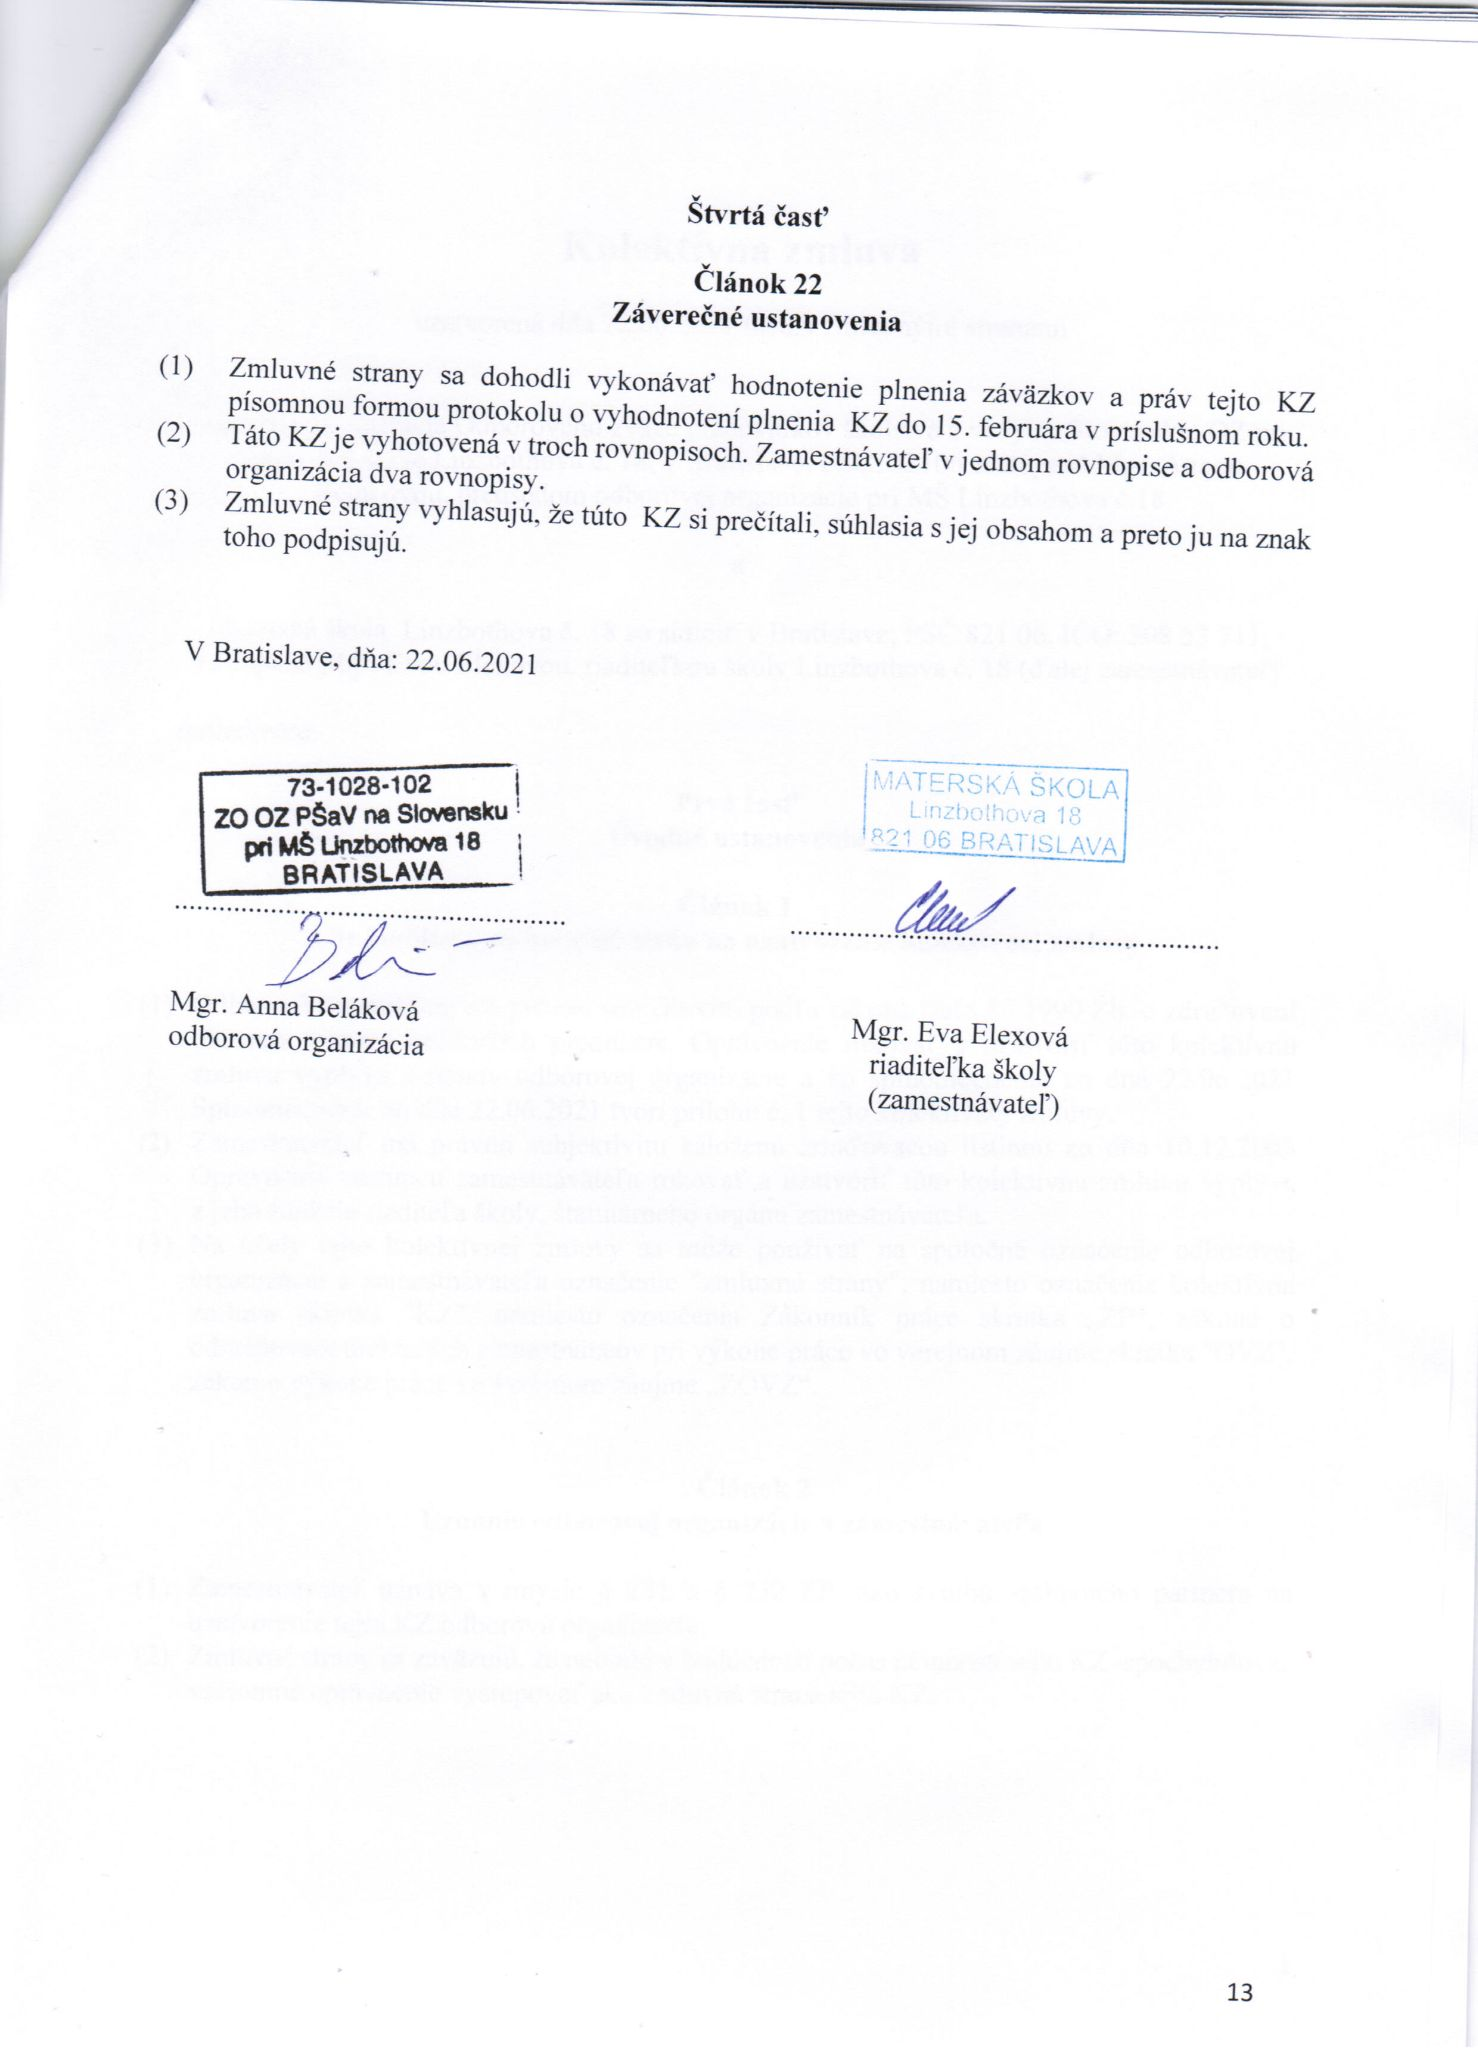 Štvrtá časť
Článok 22
Záverečné ustanovenia
(1) Zmluvné strany sa dohodli vykonávať hodnotenie plnenia záväzkov a práv tejto KZ
písomnou formou protokolu o vyhodnotení plnenia KZ do 15. februára v príslušnom roku.
(2) Táto KZ je vyhotovená v troch rovnopisoch. Zamestnávateľ v jednom rovnopise a odborová
organizácia dva rovnopisy.
(3) Zmluvné strany vyhlasujú, že túto KZ si prečítali, súhlasia s jej obsahom a preto ju na znak
toho podpisujú.
V Bratislave, dňa: 22.06.2021
73-1028-102
ZO OZ PŠaV na Slovensku
pri MŠ Linzbothova 18
BRATISLAVA
MATERSKÁ ŠKOLA
Linzbothova 18
821 06 BRATISLAVA
Mgr. Anna Beláková
odborová organizácia
Mgr. Eva Elexová
riaditeľka školy
(zamestnávateľ)
13